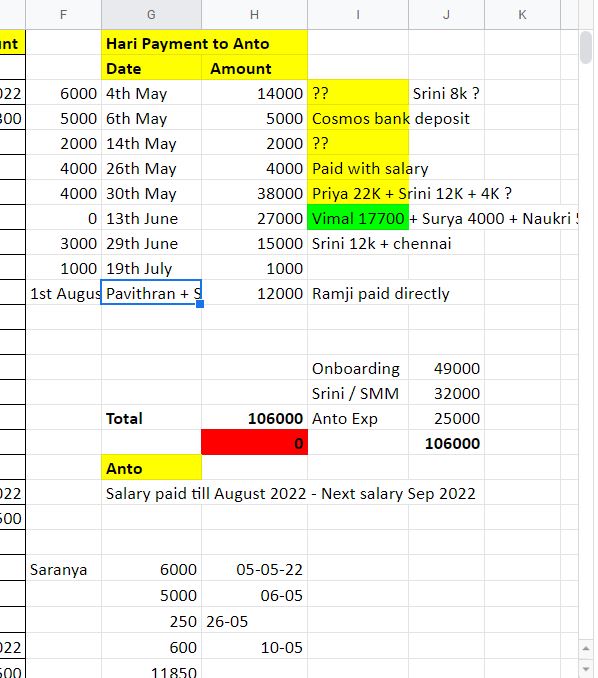 F G H I J K
nt Hari Payment to Anto
Date Amount
022 6000 4th May 14000 ?? Srini 8k ?
300 5000 6th May 5000 Cosmos bank deposit
2000 14th May 2000 ??
4000 26th May 4000 Paid with salary
4000 30th May 38000 Priya 22K + Srini 12K + 4K ?
0 13th June 27000 Vimal 17700 + Surya 4000 + Naukri
3000 29th June 15000 Srini 12k + chennai
1000 19th July 1000
1st Augus Pavithran + S 12000 Ramji paid directly
Onboarding 49000
Srini / SMM 32000
Total 106000 Anto Exp 25000
0 106000
Anto
022 Salary paid till August 2022 - Next salary Sep 2022
500
Saranya 6000 05-05-22
5000 06-05
250 26-05
022 600 10-05
500 11850